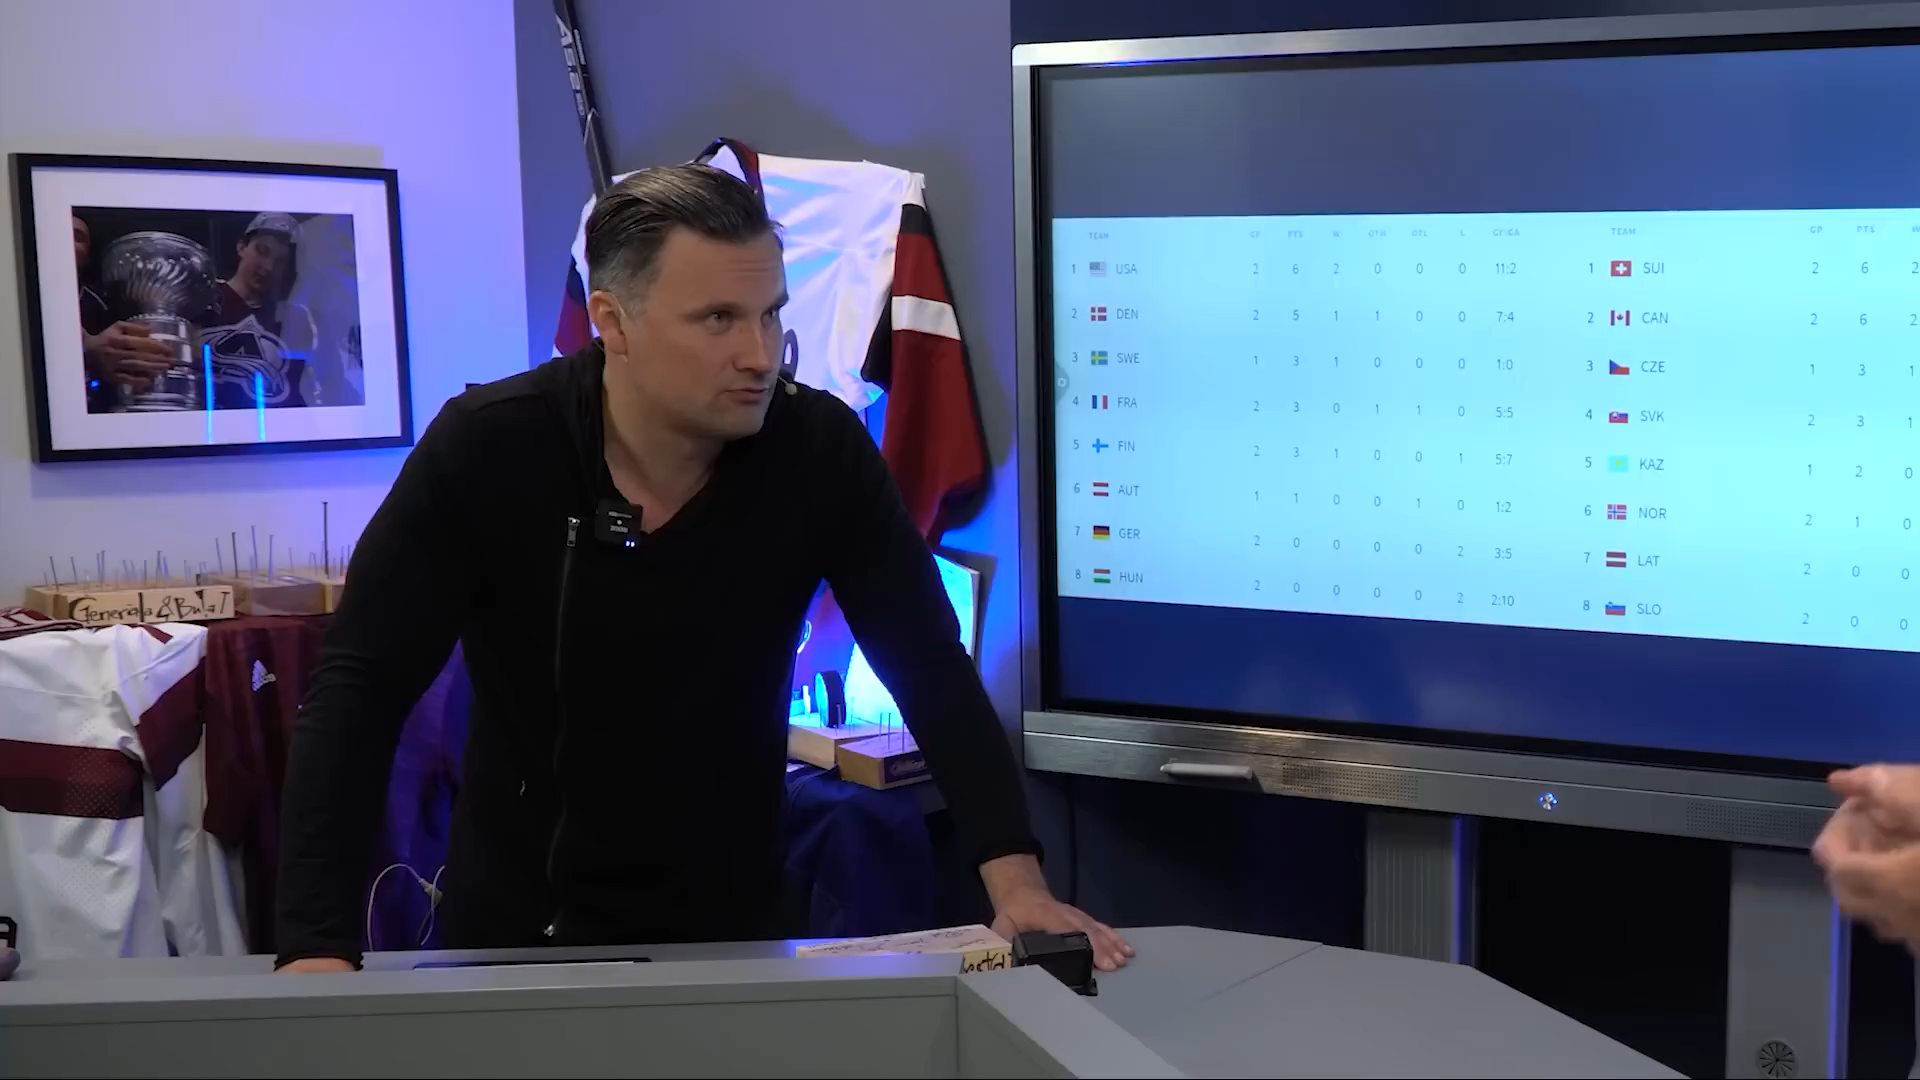 TEAM GP PTS W OTW OTL L GF:GA
1 USA 2 6 2 0 0 0 11:2
2 DEN 2 5 1 1 0 0 7:4
3 SWE 1 3 1 0 0 0 1:0
4 FRA 2 3 0 1 1 0 5:5
5 FIN 2 3 1 0 0 1 5:7
6 AUT 1 1 0 0 1 0 1:2
7 GER 2 0 0 0 0 2 3:5
8 HUN 2 0 0 0 0 2 2:10
TEAM GP PTS W
1 SUI 2 6 2
2 CAN 2 6 2
3 CZE 1 3 1
4 SVK 2 3 1
5 KAZ 1 2 0
6 NOR 2 1 0
7 LAT 2 0 0
8 SLO 2 0 0